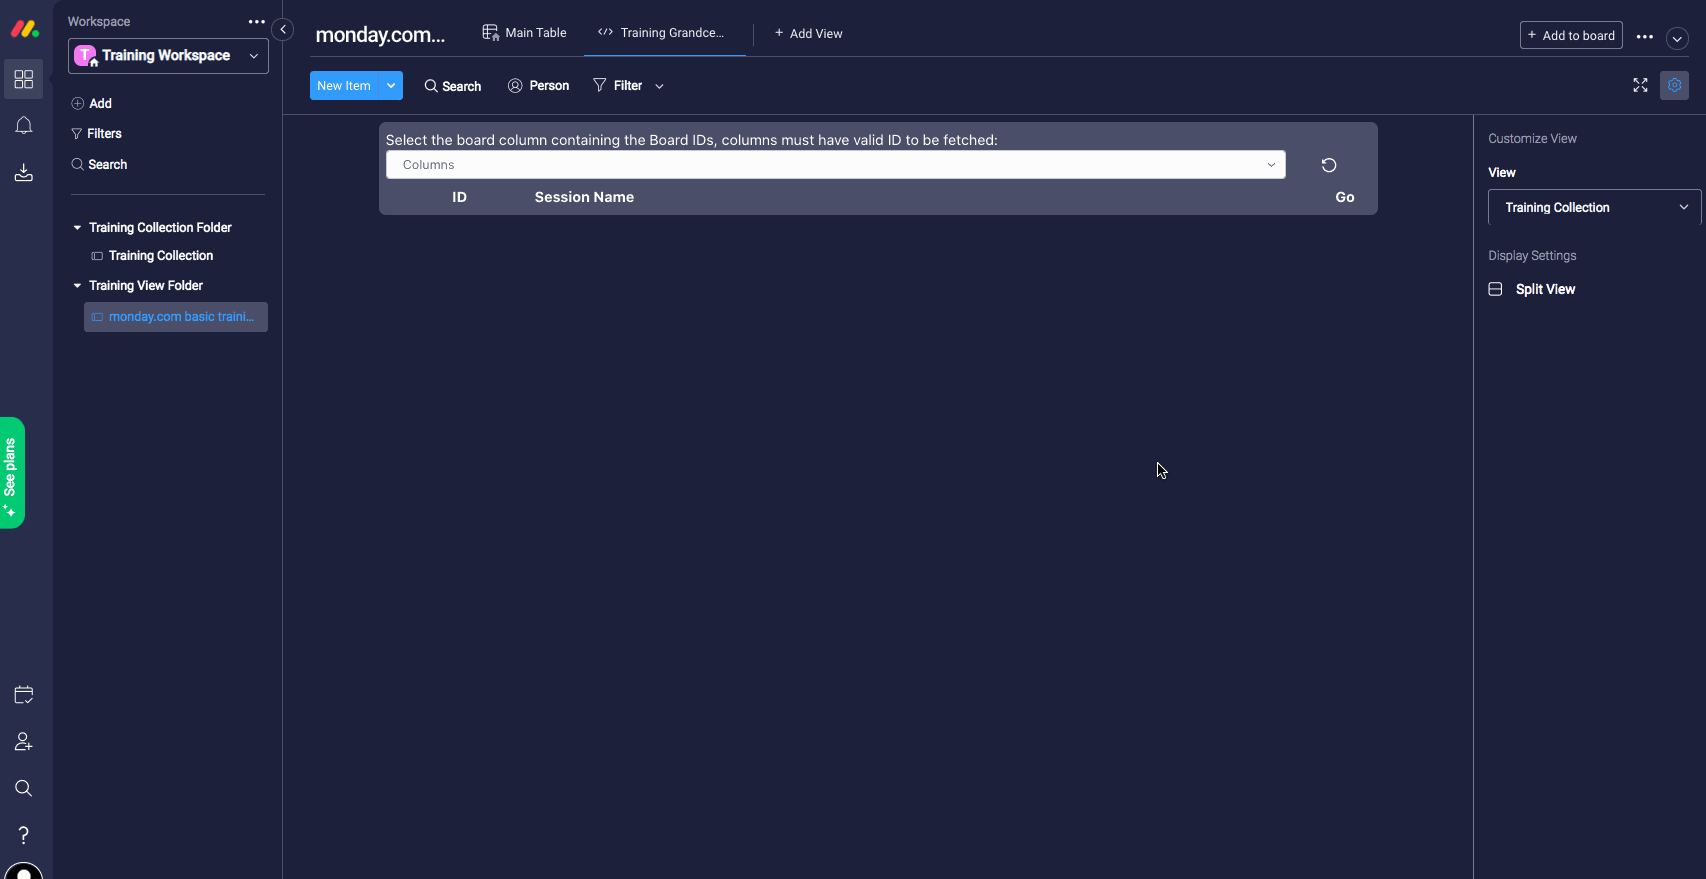 Workspace
T Training Workspace
Add
Filters
Search
Training Collection Folder
Training Collection
Training View Folder
monday.com basic traini...
See plans
monday.com...
Main Table
Training Grandce...
+ Add View
+ Add to board
New Item
Search
Person
Filter
Select the board column containing the Board IDs, columns must have valid ID to be fetched:
Columns
ID Session Name Go
Customize View
View
Training Collection
Display Settings
Split View